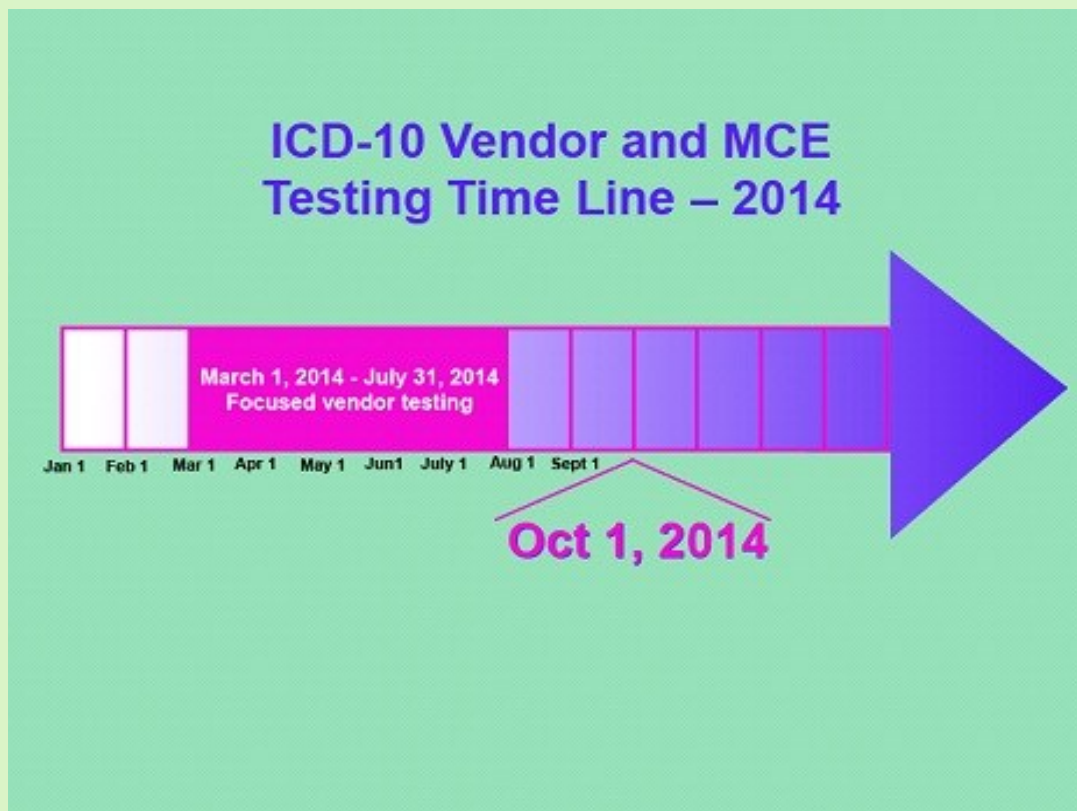 ICD-10 Vendor and MCE
Testing Time Line – 2014
March 1, 2014 - July 31, 2014
Focused vendor testing
Jan 1 Feb 1 Mar 1 Apr 1 May 1 Jun1 July 1 Aug 1 Sept 1
Oct 1, 2014